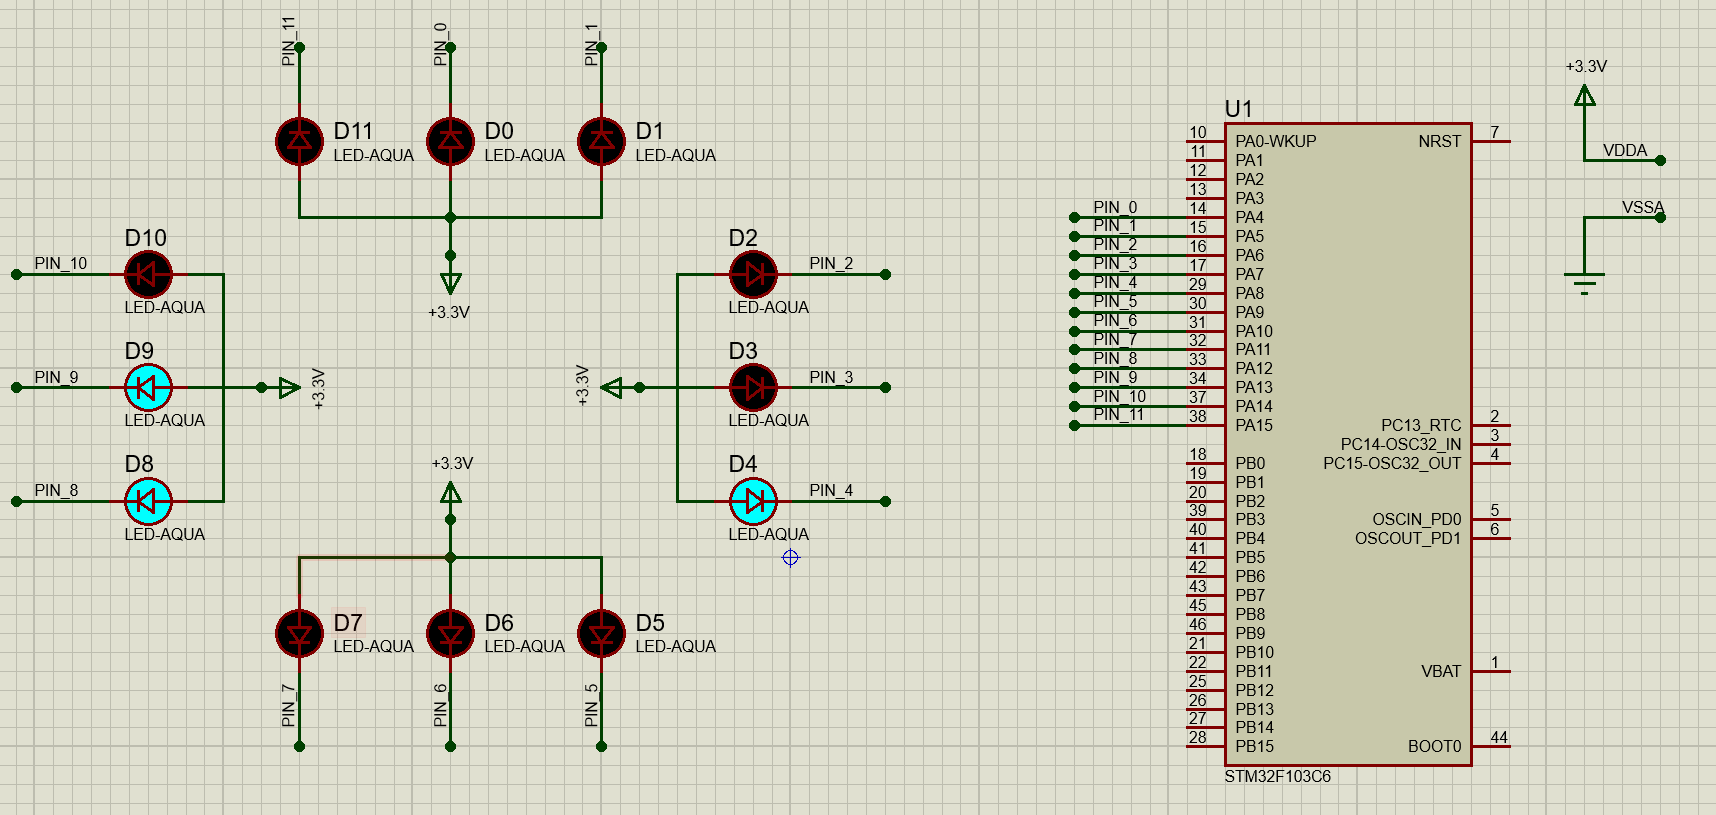 PIN_11
PIN_0
PIN_1
D11
LED-AQUA
D0
LED-AQUA
D1
LED-AQUA
+3.3V
D10
PIN_10
LED-AQUA
D9
PIN_9
LED-AQUA
+3.3V
D8
PIN_8
LED-AQUA
D2
PIN_2
LED-AQUA
D3
PIN_3
LED-AQUA
+3.3V
D4
PIN_4
LED-AQUA
+3.3V
D7
LED-AQUA
D6
LED-AQUA
D5
LED-AQUA
PIN_7
PIN_6
PIN_5
U1
10 PA0-WKUP
11 PA1
12 PA2
13 PA3
PIN_0 14 PA4
PIN_1 15 PA5
PIN_2 16 PA6
PIN_3 17 PA7
PIN_4 29 PA8
PIN_5 30 PA9
PIN_6 31 PA10
PIN_7 32 PA11
PIN_8 33 PA12
PIN_9 34 PA13
PIN_10 37 PA14
PIN_11 38 PA15
18 PB0
19 PB1
20 PB2
39 PB3
40 PB4
41 PB5
42 PB6
43 PB7
45 PB8
46 PB9
21 PB10
22 PB11
25 PB12
26 PB13
27 PB14
28 PB15
NRST 7
PC13_RTC 2
PC14-OSC32_IN 3
PC15-OSC32_OUT 4
OSCIN_PD0 5
OSCOUT_PD1 6
VBAT 1
BOOT0 44
STM32F103C6
+3.3V
VDDA
VSSA